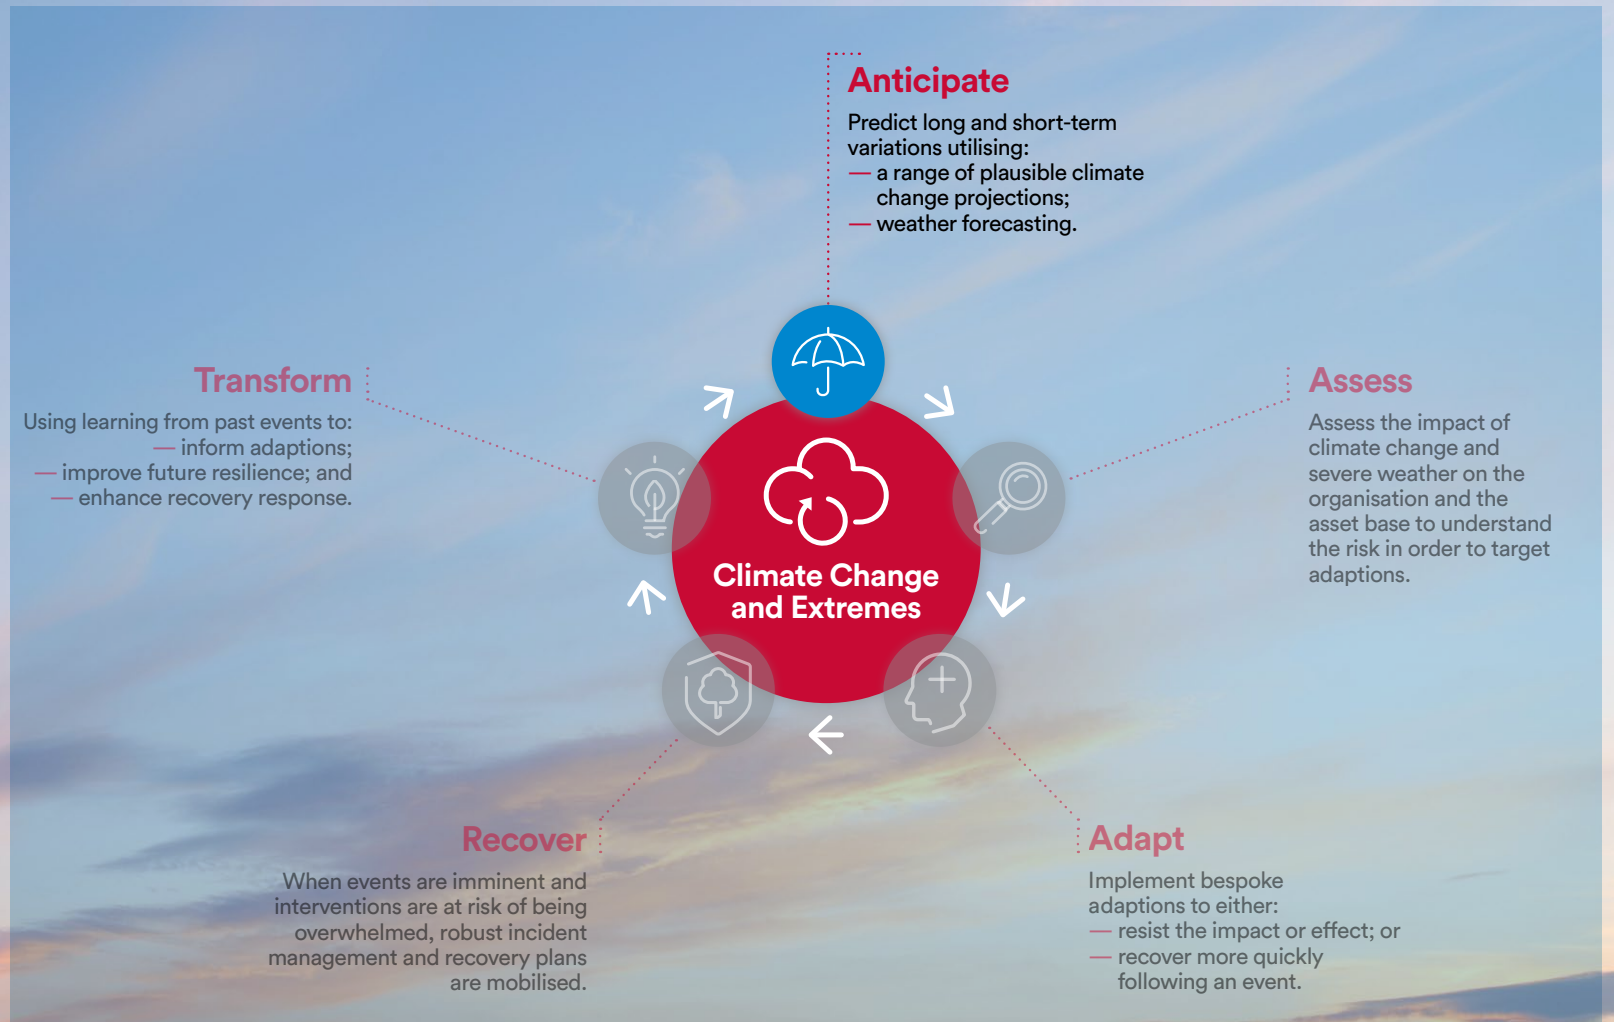 Anticipate
Predict long and short-term
variations utilising:
— a range of plausible climate
change projections;
— weather forecasting.
Assess
Assess the impact of
climate change and
severe weather on the
organisation and the
asset base to understand
the risk in order to target
adaptions.
Adapt
Implement bespoke
adaptions to either:
— resist the impact or effect; or
— recover more quickly
following an event.
Recover
When events are imminent and
interventions are at risk of being
overwhelmed, robust incident
management and recovery plans
are mobilised.
Transform
Using learning from past events to:
— inform adaptions;
— improve future resilience; and
— enhance recovery response.
Climate Change
and Extremes